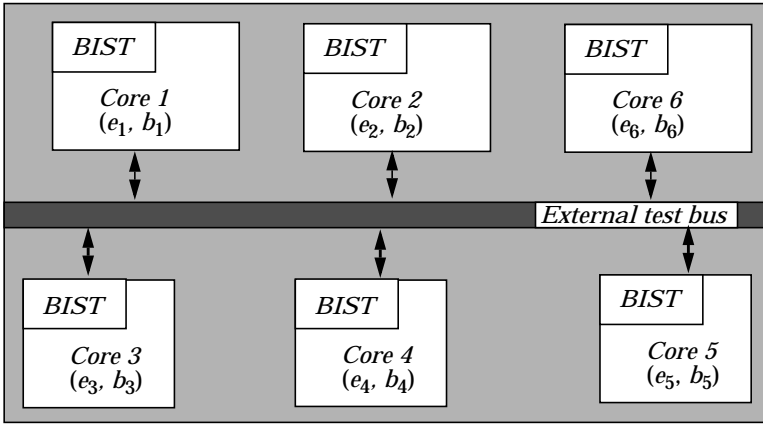 BIST
Core 1
(e1, b1)
BIST
Core 2
(e2, b2)
BIST
Core 6
(e6, b6)
External test bus
BIST
Core 3
(e3, b3)
BIST
Core 4
(e4, b4)
BIST
Core 5
(e5, b5)